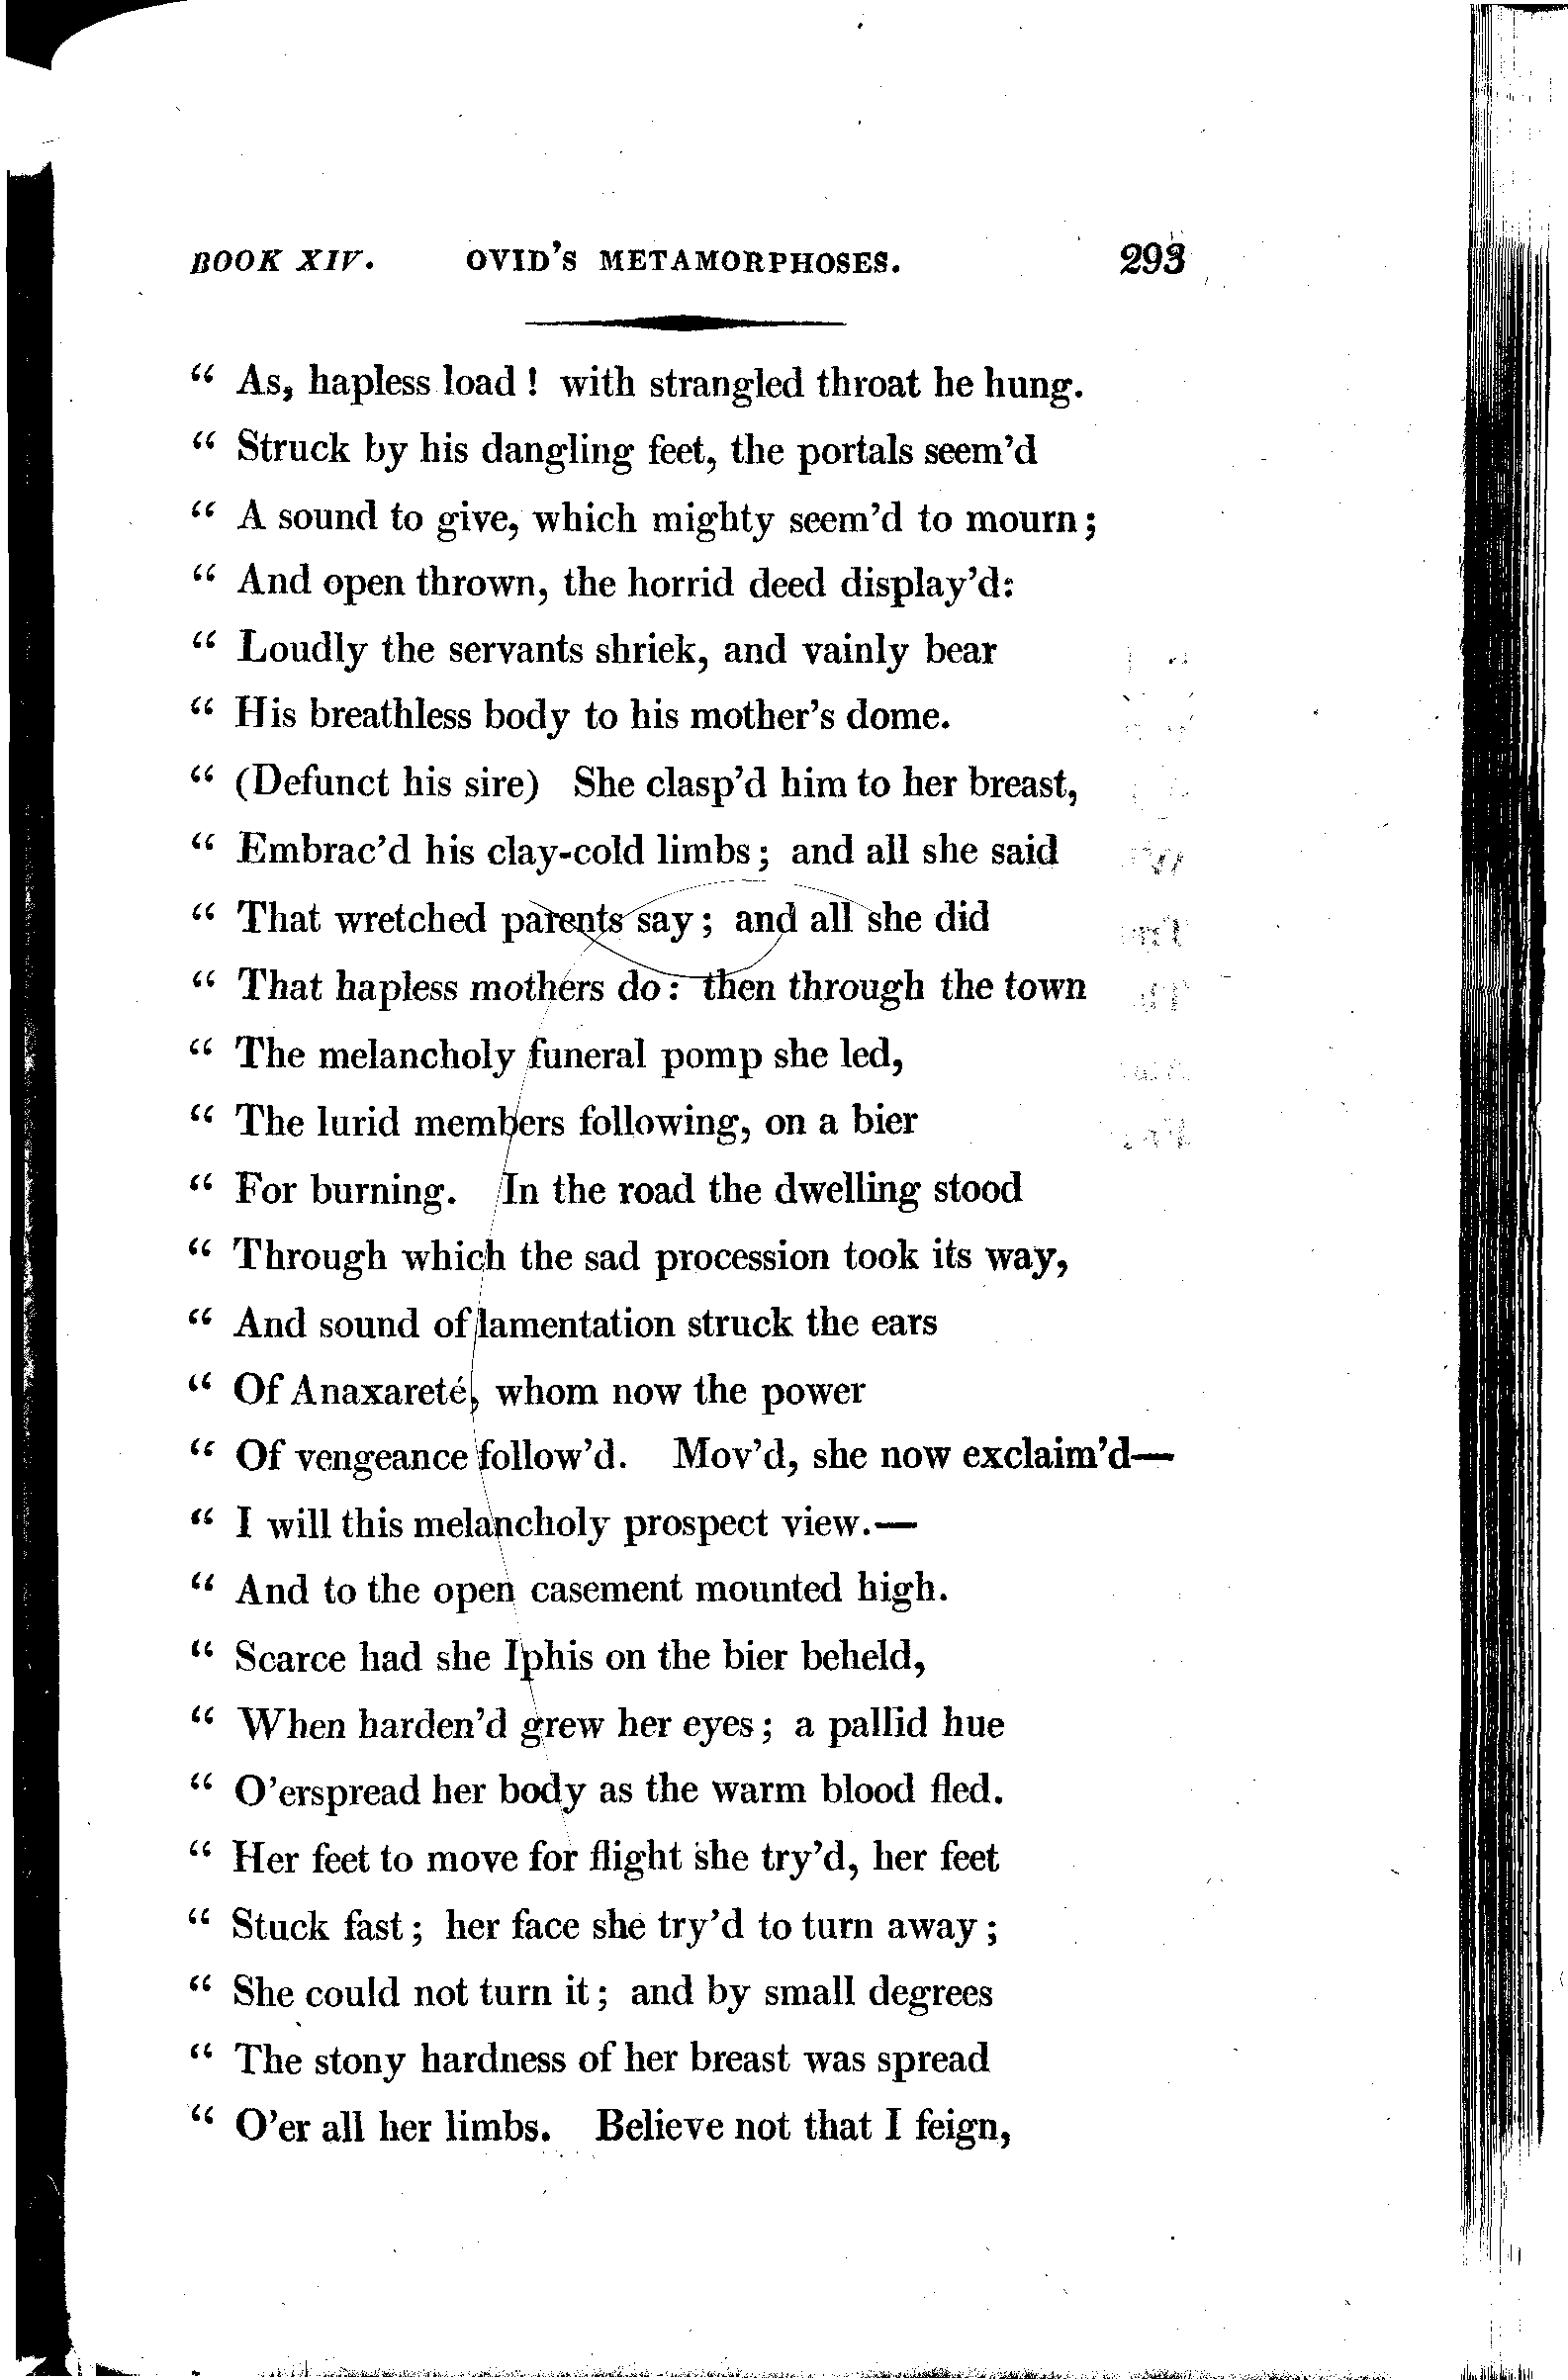 BOOK XIV. OVID'S METAMORPHOSES. 293
“ As, hapless load ! with strangled throat he hung.
“ Struck by his dangling feet, the portals seem'd
“ A sound to give, which mighty seem'd to mourn;
“ And open thrown, the horrid deed display'd:
“ Loudly the servants shriek, and vainly bear
“ His breathless body to his mother's dome.
“ (Defunct his sire) She clasp'd him to her breast,
“ Embrac'd his clay-cold limbs; and all she said
“ That wretched parents say; and all she did
“ That hapless mothers do: then through the town
“ The melancholy funeral pomp she led,
“ The lurid members following, on a bier
“ For burning. In the road the dwelling stood
“ Through which the sad procession took its way,
“ And sound of lamentation struck the ears
“ Of Anaxareté, whom now the power
“ Of vengeance follow'd. Mov'd, she now exclaim'd—
“ I will this melancholy prospect view.—
“ And to the open casement mounted high.
“ Scarce had she Iphis on the bier beheld,
“ When harden'd grew her eyes; a pallid hue
“ O'erspread her body as the warm blood fled.
“ Her feet to move for flight she try'd, her feet
“ Stuck fast; her face she try'd to turn away;
“ She could not turn it; and by small degrees
“ The stony hardness of her breast was spread
“ O'er all her limbs. Believe not that I feign,